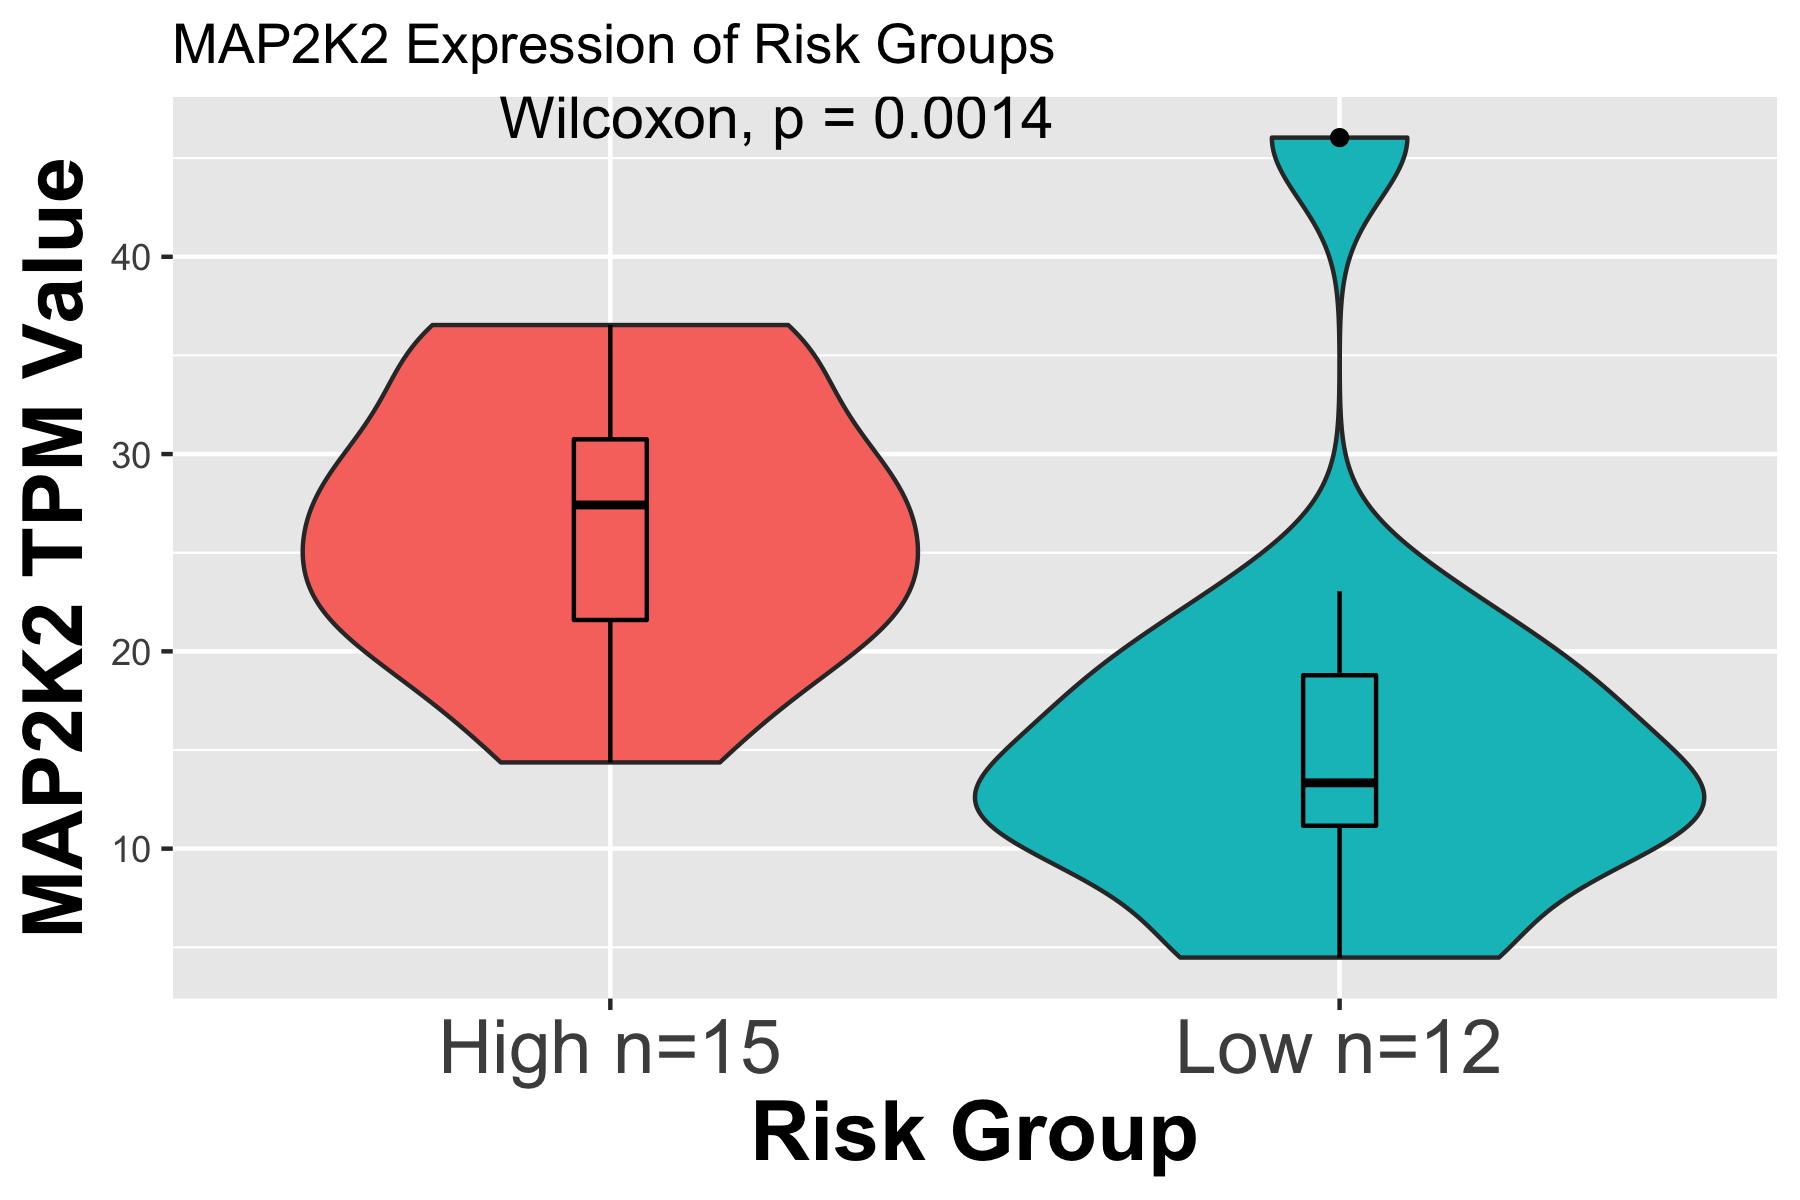 MAP2K2 Expression of Risk Groups
Wilcoxon, p = 0.0014
MAP2K2 TPM Value
40
30
20
10
High n=15
Low n=12
Risk Group